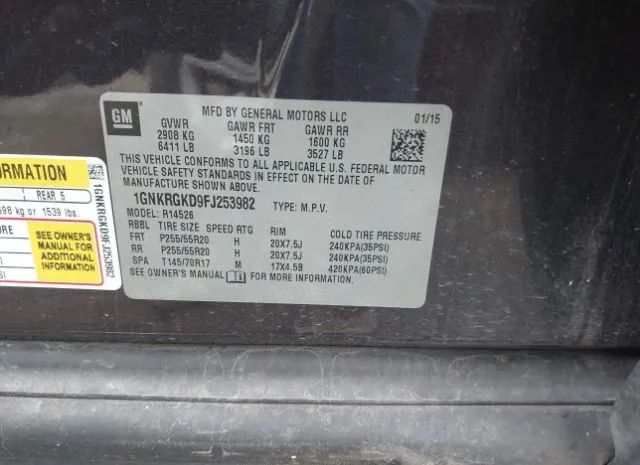 GM
MFD BY GENERAL MOTORS LLC 01/15
GVWR GAWR FRT GAWR RR
2908 KG 1450 KG 1600 KG
6411 LB 3196 LB 3527 LB
THIS VEHICLE CONFORMS TO ALL APPLICABLE U.S. FEDERAL MOTOR
VEHICLE SAFETY STANDARDS IN EFFECT ON THE DATE OF
MANUFACTURE SHOWN ABOVE.
1GNKRGKD9FJ253982 TYPE: M.P.V.
MODEL: R14526
RBBL TIRE SIZE SPEED RTG RIM COLD TIRE PRESSURE
FRT P255/55R20 H 20X7.5J 240KPA(35PSI)
RR P255/55R20 H 20X7.5J 240KPA(35PSI)
SPA T145/70R17 M 17X4.5B 420KPA(60PSI)
SEE OWNER'S MANUAL FOR MORE INFORMATION.
FORMATION
REAR 5
98 kg or 1539 lbs.
SEE OWNER'S
MANUAL FOR
ADDITIONAL
INFORMATION
1GNKRGKD9FJ253982